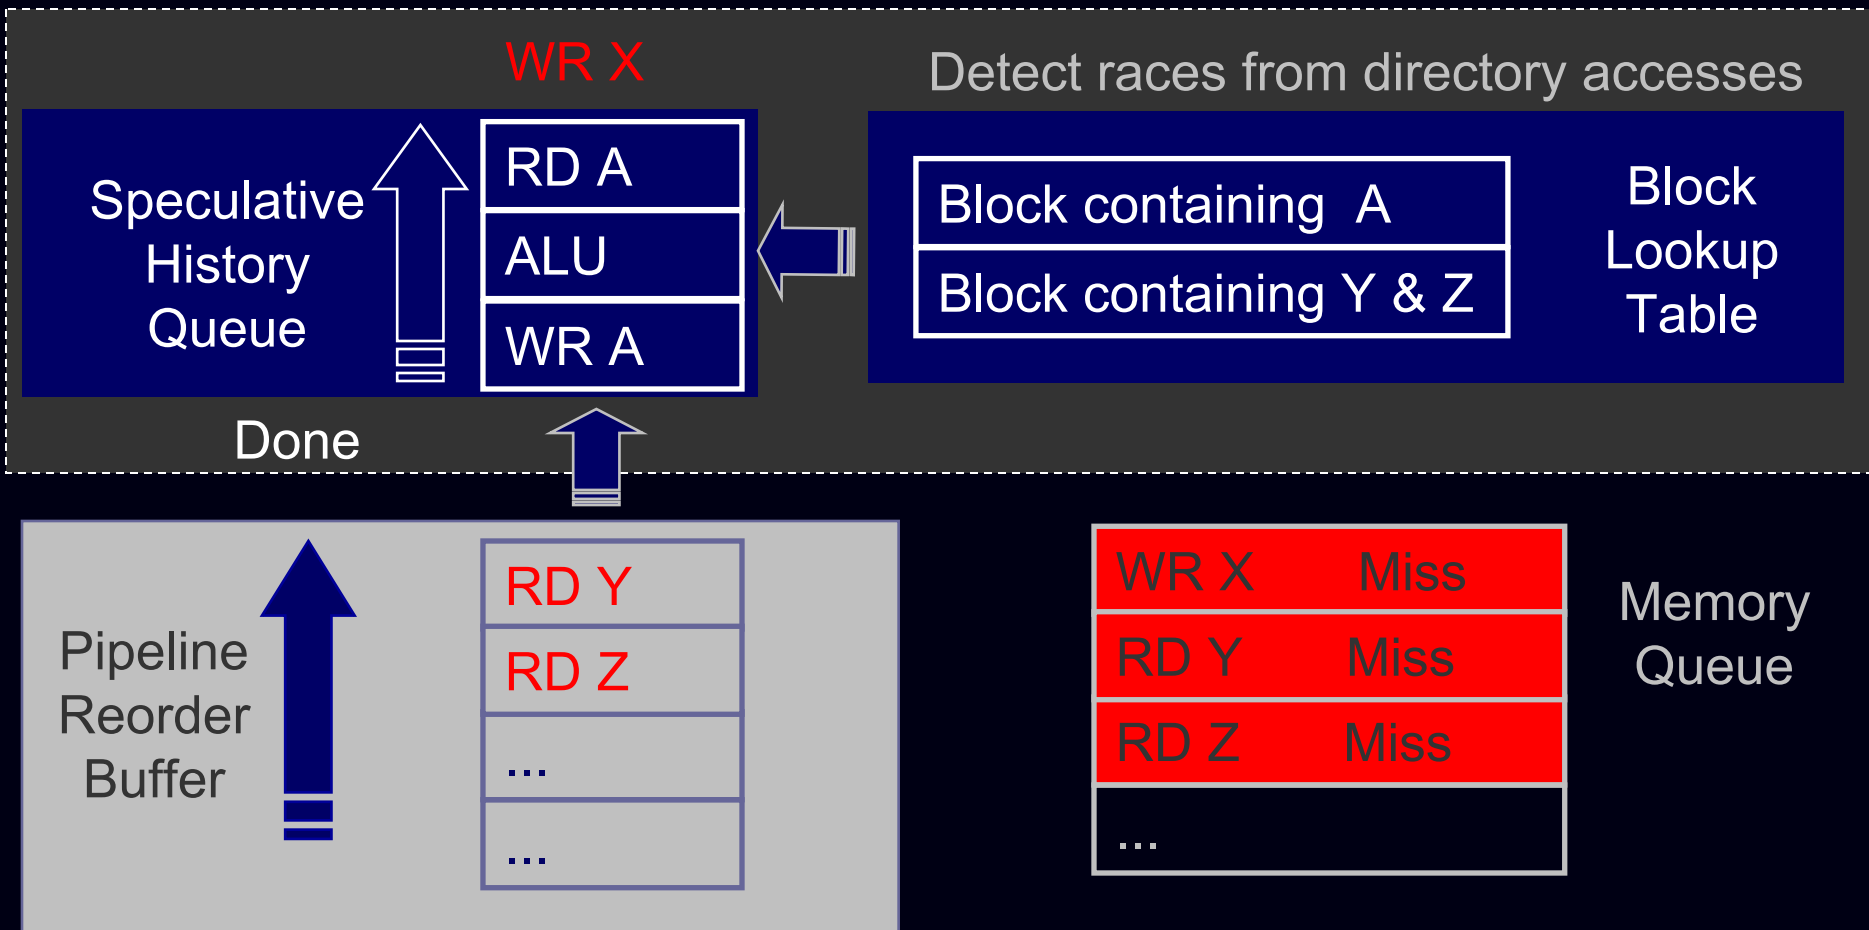 WR X
Detect races from directory accesses
Speculative
History
Queue
RD A
ALU
WR A
Block containing  A
Block containing Y & Z
Block
Lookup
Table
Done
Pipeline
Reorder
Buffer
RD Y
RD Z
...
...
WR X Miss
RD Y Miss
RD Z Miss
...
Memory
Queue